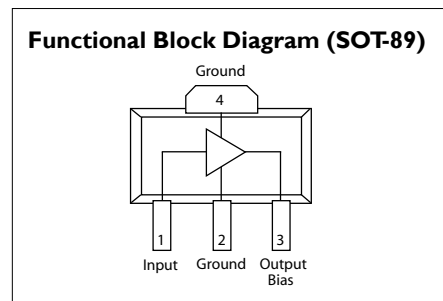 Functional Block Diagram (SOT-89)
Ground
4
1
2
3
Input
Ground
Output
Bias